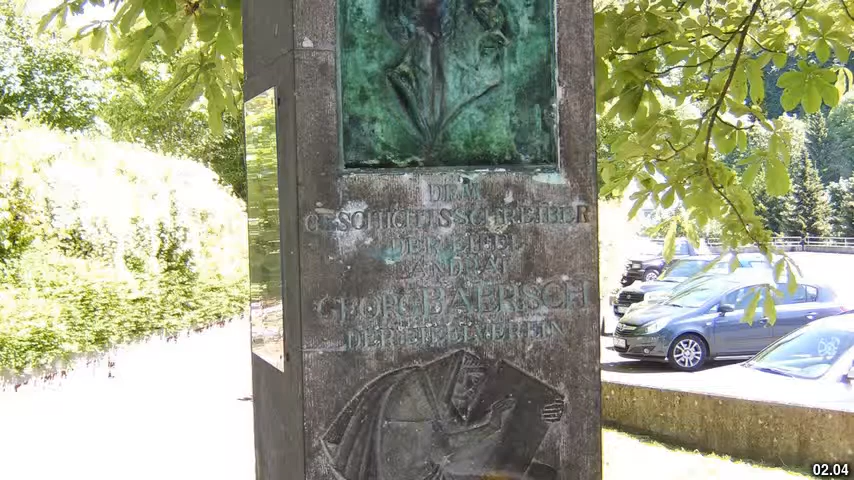 DEM
GESCHICHTSSCHREIBER
DER EIFEL
LANDRAT
GEORG BAERSCH
DER EIFELVEREIN
02.04